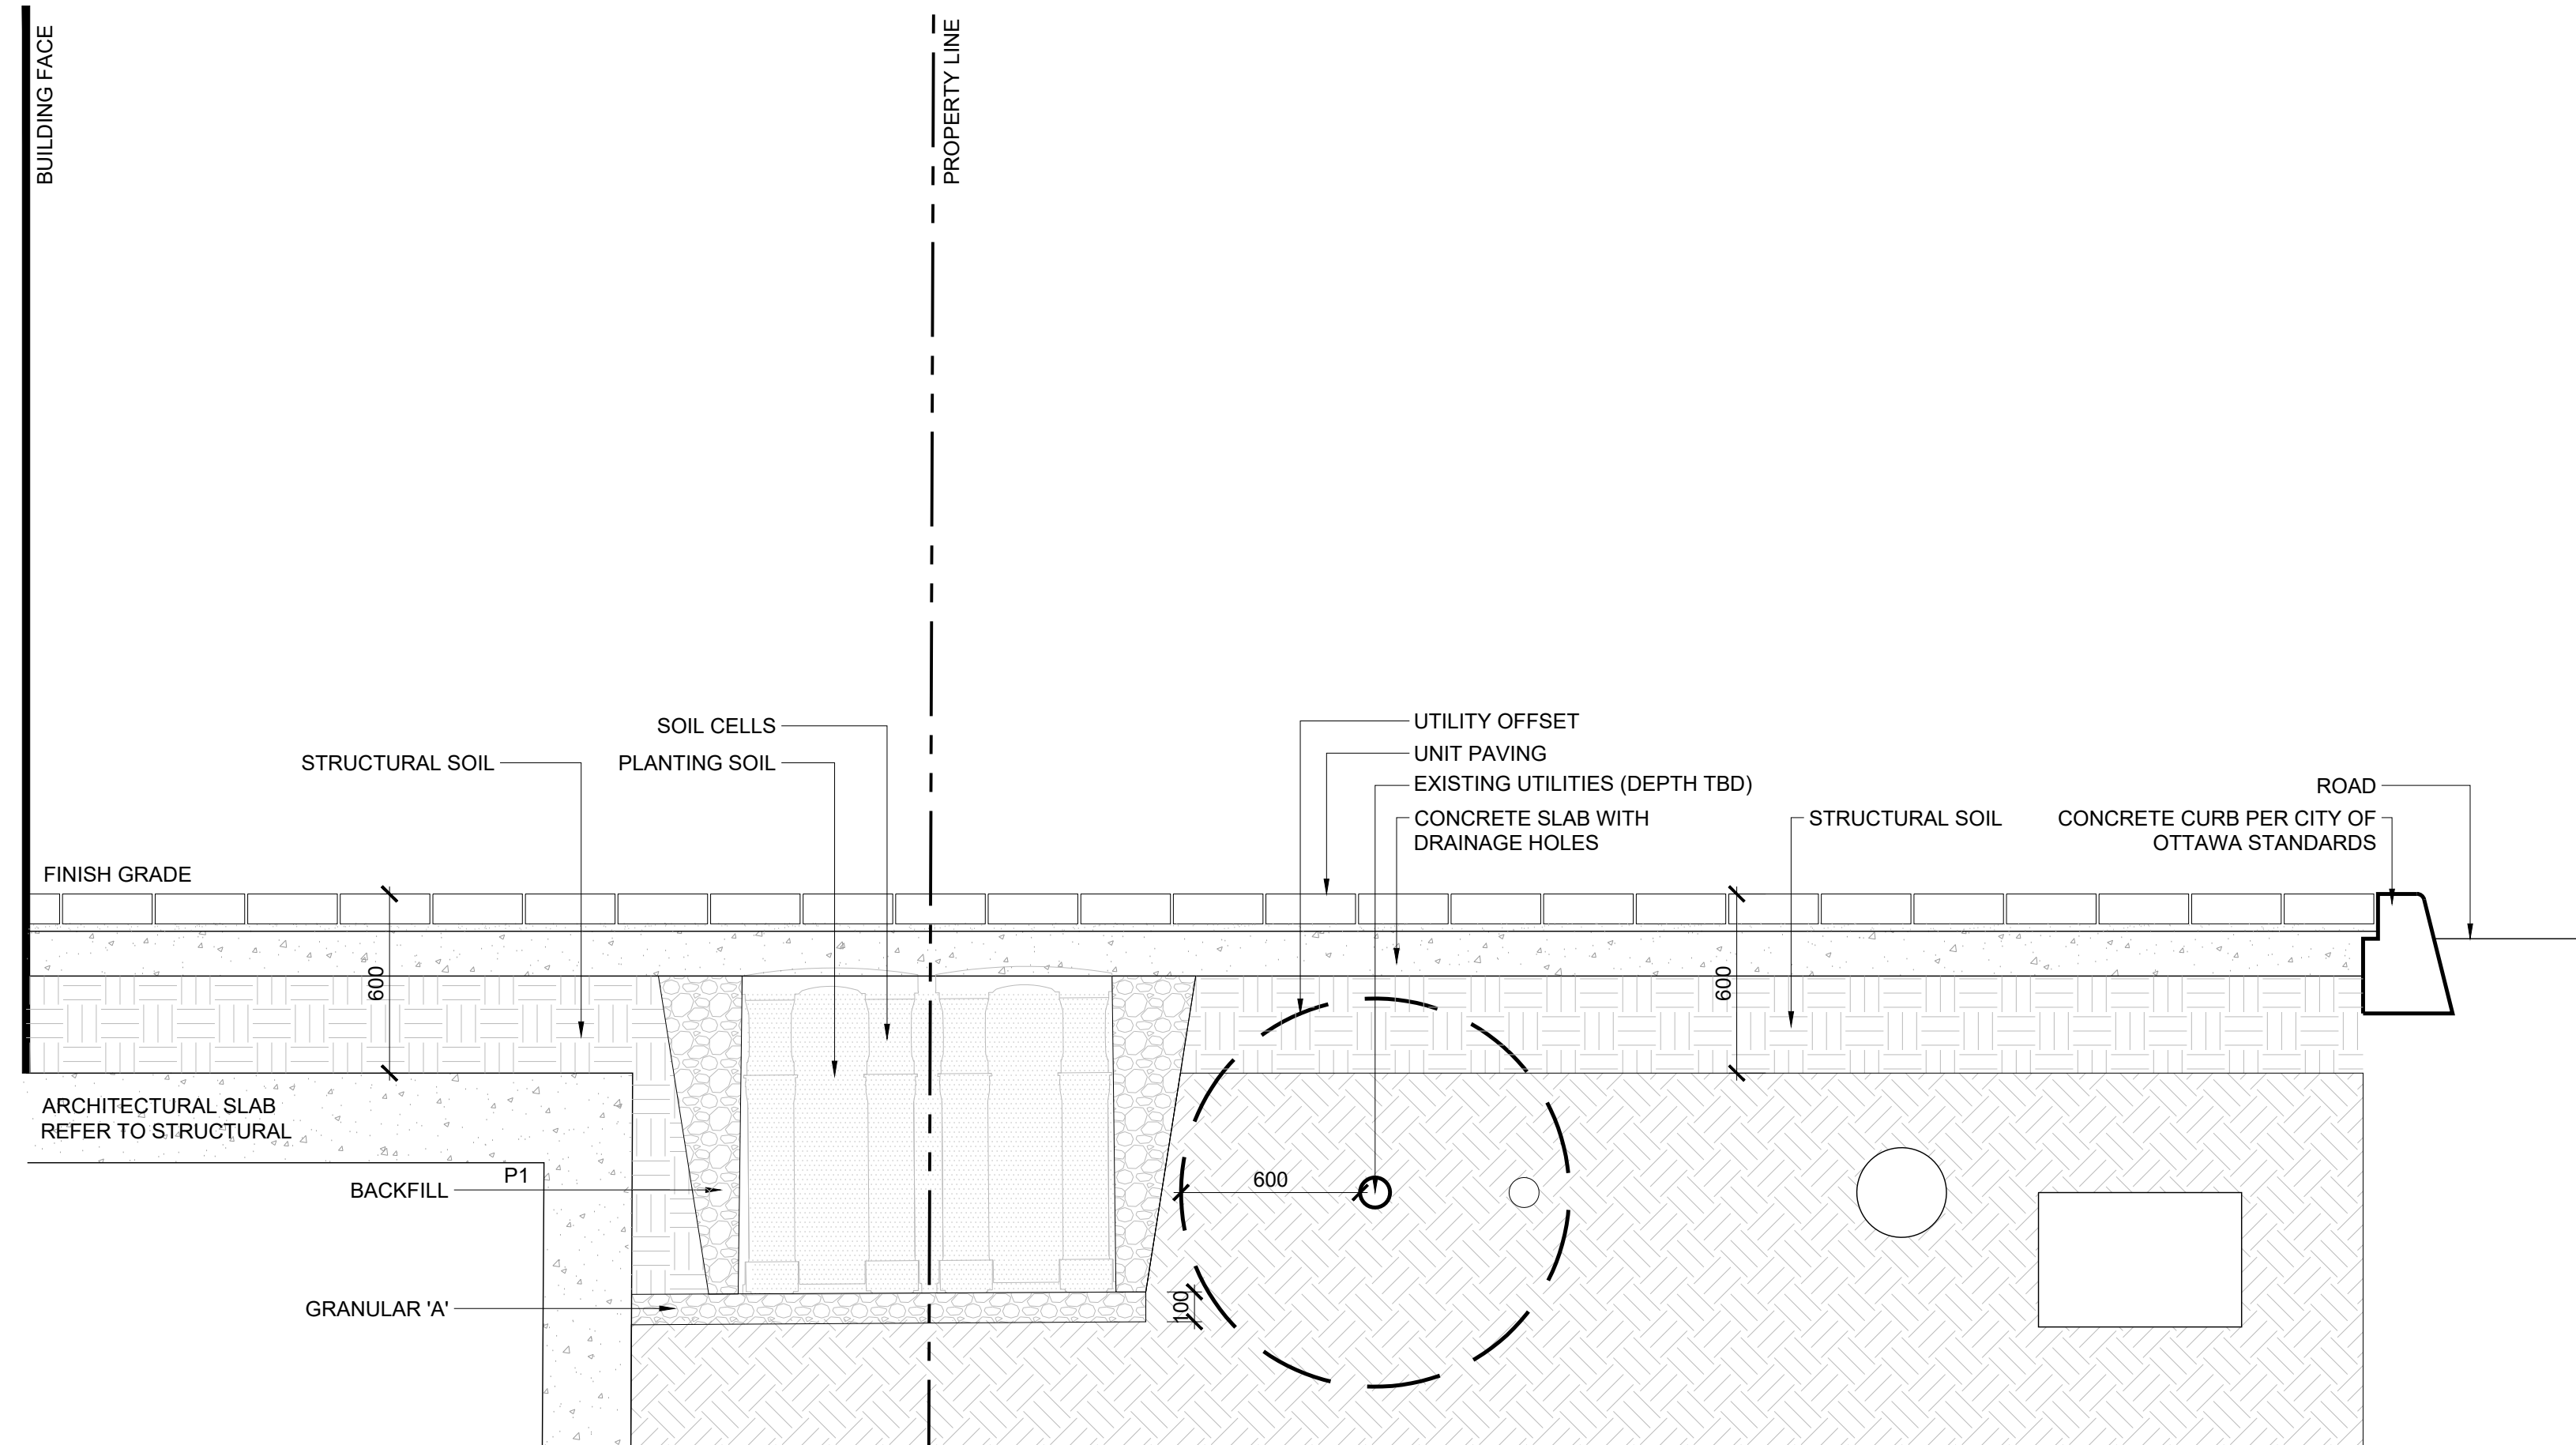 BUILDING FACE
PROPERTY LINE
SOIL CELLS
STRUCTURAL SOIL
PLANTING SOIL
UTILITY OFFSET
UNIT PAVING
EXISTING UTILITIES (DEPTH TBD)
CONCRETE SLAB WITH
DRAINAGE HOLES
STRUCTURAL SOIL
ROAD
CONCRETE CURB PER CITY OF
OTTAWA STANDARDS
FINISH GRADE
600
600
ARCHITECTURAL SLAB
REFER TO STRUCTURAL
P1
BACKFILL
600
GRANULAR 'A'
100